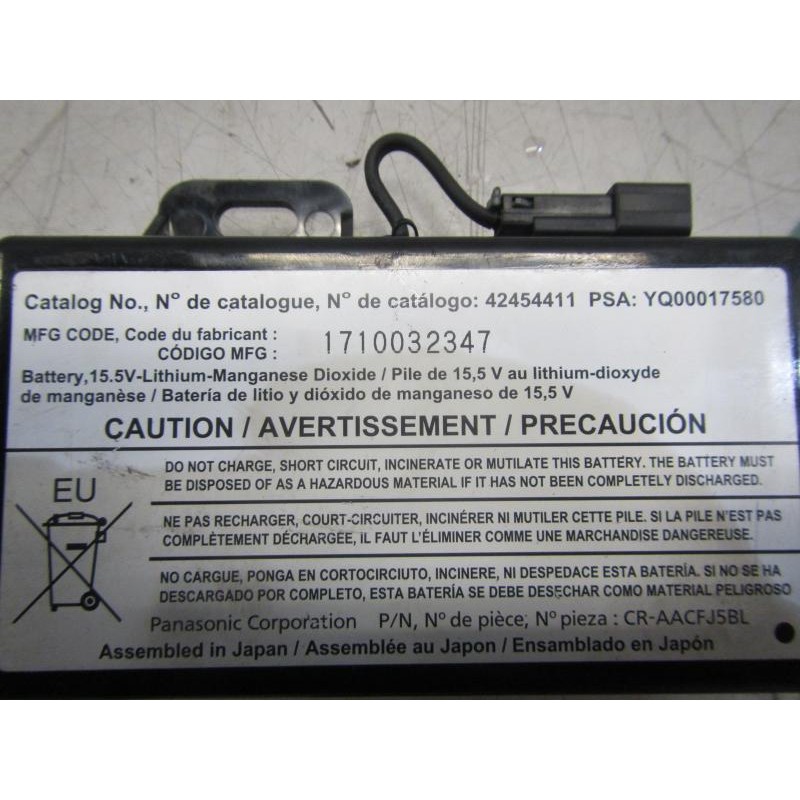 Catalog No., N° de catalogue, N° de catálogo: 42454411 PSA: YQ00017580
MFG CODE, Code du fabricant :
CÓDIGO MFG : 1710032347
Battery,15.5V-Lithium-Manganese Dioxide / Pile de 15,5 V au lithium-dioxyde
de manganèse / Batería de litio y dióxido de manganeso de 15,5 V
CAUTION / AVERTISSEMENT / PRECAUCIÓN
EU
DO NOT CHARGE, SHORT CIRCUIT, INCINERATE OR MUTILATE THIS BATTERY. THE BATTERY MUST
BE DISPOSED OF AS A HAZARDOUS MATERIAL IF IT HAS NOT BEEN COMPLETELY DISCHARGED.
NE PAS RECHARGER, COURT-CIRCUITER, INCINÉRER NI MUTILER CETTE PILE. SI LA PILE N'EST PAS
COMPLÈTEMENT DÉCHARGÉE, IL FAUT L'ÉLIMINER COMME UNE MARCHANDISE DANGEREUSE.
NO CARGUE, PONGA EN CORTOCIRCIUTO, INCINERE, NI DESPEDACE ESTA BATERÍA. SI NO SE HA
DESCARGADO POR COMPLETO, ESTA BATERÍA SE DEBE DESECHAR COMO MATERIAL PELIGROSO
Panasonic Corporation P/N, N° de pièce; N° pieza : CR-AACFJ5BL
Assembled in Japan / Assemblée au Japon / Ensamblado en Japón